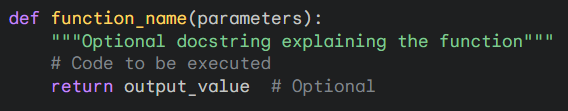 def function_name(parameters):
    """Optional docstring explaining the function"""
    # Code to be executed
    return output_value  # Optional